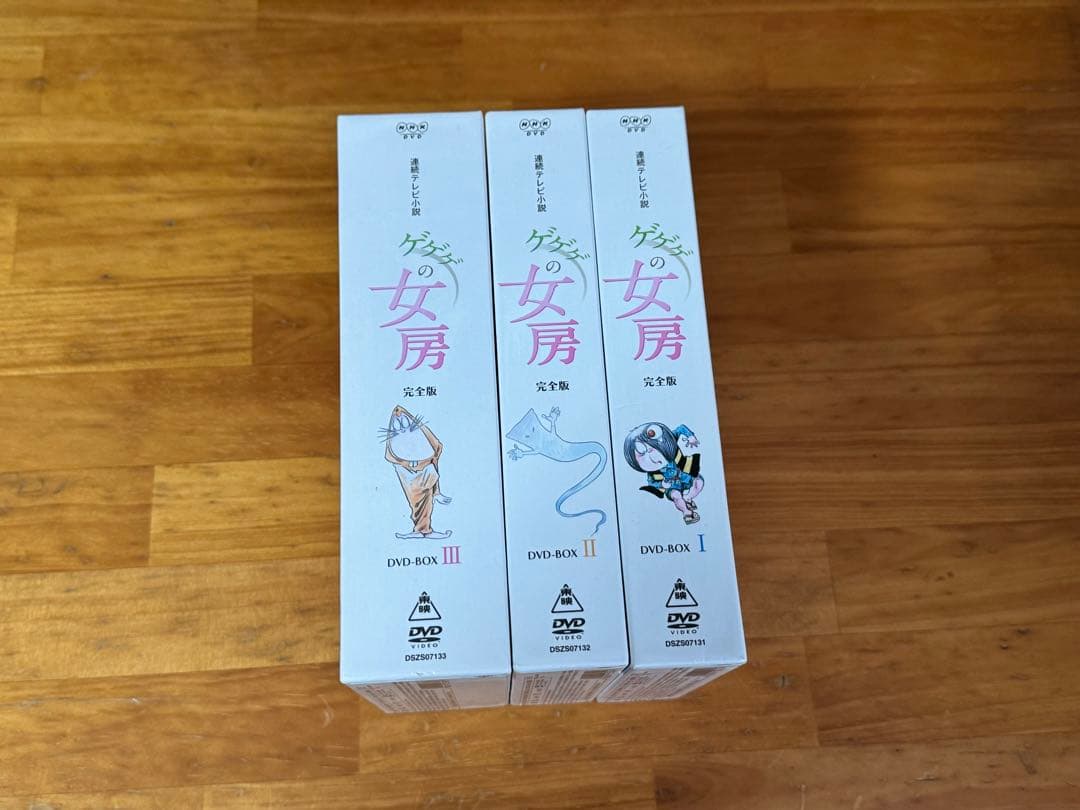 NHK
DVD
連続テレビ小説
ゲゲゲの女房
完全版
DVD-BOX III
東映
DVD
VIDEO
DSZS07133
NHK
DVD
連続テレビ小説
ゲゲゲの女房
完全版
DVD-BOX II
東映
DVD
VIDEO
DSZS07132
NHK
DVD
連続テレビ小説
ゲゲゲの女房
完全版
DVD-BOX I
東映
DVD
VIDEO
DSZS07131